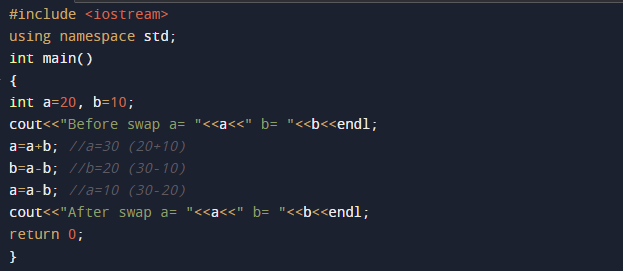 #include <iostream>
using namespace std;
int main()
{
int a=20, b=10;
cout<<"Before swap a= "<<a<<" b= "<<b<<endl;
a=a+b; //a=30 (20+10)
b=a-b; //b=20 (30-10)
a=a-b; //a=10 (30-20)
cout<<"After swap a= "<<a<<" b= "<<b<<endl;
return 0;
}